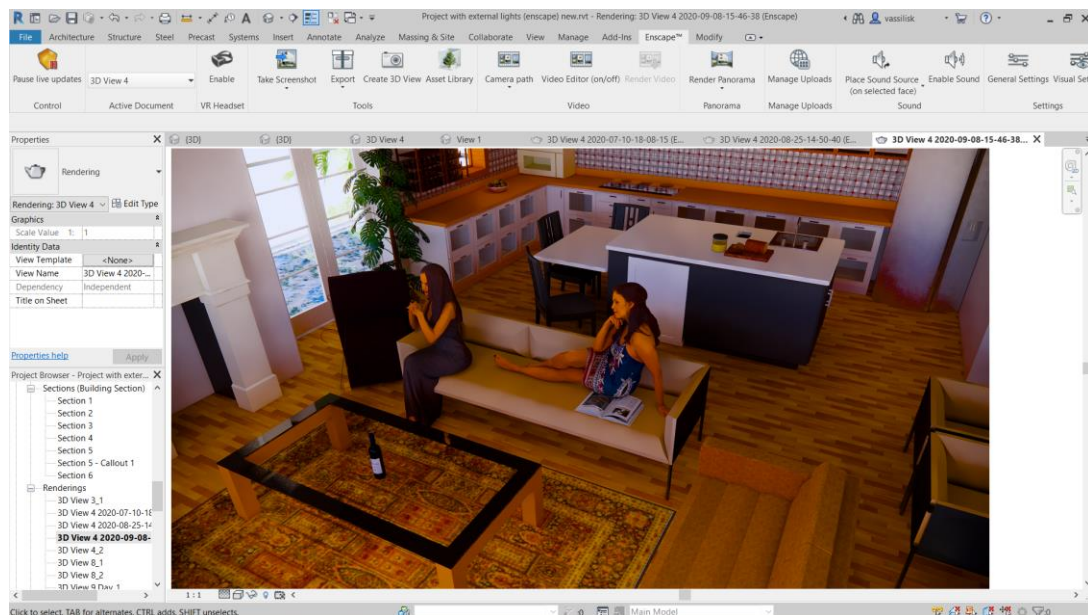 Project with external lights (enscape) new.rvt - Rendering: 3D View 4 2020-09-08-15-46-38 (Enscape)
vassilisk
File Architecture Structure Steel Precast Systems Insert Annotate Analyze Massing & Site Collaborate View Manage Add-Ins Enscape™ Modify
Pause live updates
3D View 4
Enable
Take Screenshot
Export
Create 3D View
Asset Library
Camera path
Video Editor (on/off)
Render Video
Render Panorama
Manage Uploads
Place Sound Source
(on selected face)
Enable Sound
General Settings
Visual Set
Control
Active Document
VR Headset
Tools
Video
Panorama
Manage Uploads
Sound
Settings
Properties
{3D}
{3D}
3D View 4
View 1
3D View 4 2020-07-10-18-08-15 (E...
3D View 4 2020-08-25-14-50-40 (E...
3D View 4 2020-09-08-15-46-38...
Rendering
Rendering: 3D View 4
Edit Type
Graphics
Scale Value 1: 1
Identity Data
View Template <None>
View Name 3D View 4 2020-...
Dependency Independent
Title on Sheet
Properties help
Apply
Project Browser - Project with exter...
Sections (Building Section)
Section 1
Section 2
Section 3
Section 4
Section 5
Section 5 - Callout 1
Section 6
Renderings
3D View 3_1
3D View 4 2020-07-10-18
3D View 4 2020-08-25-14
3D View 4 2020-09-08-
3D View 4_2
3D View 8_1
3D View 8_2
3D View 9 Day 1
1:1
Click to select, TAB for alternates, CTRL adds, SHIFT unselects.
:0
Main Model
:0